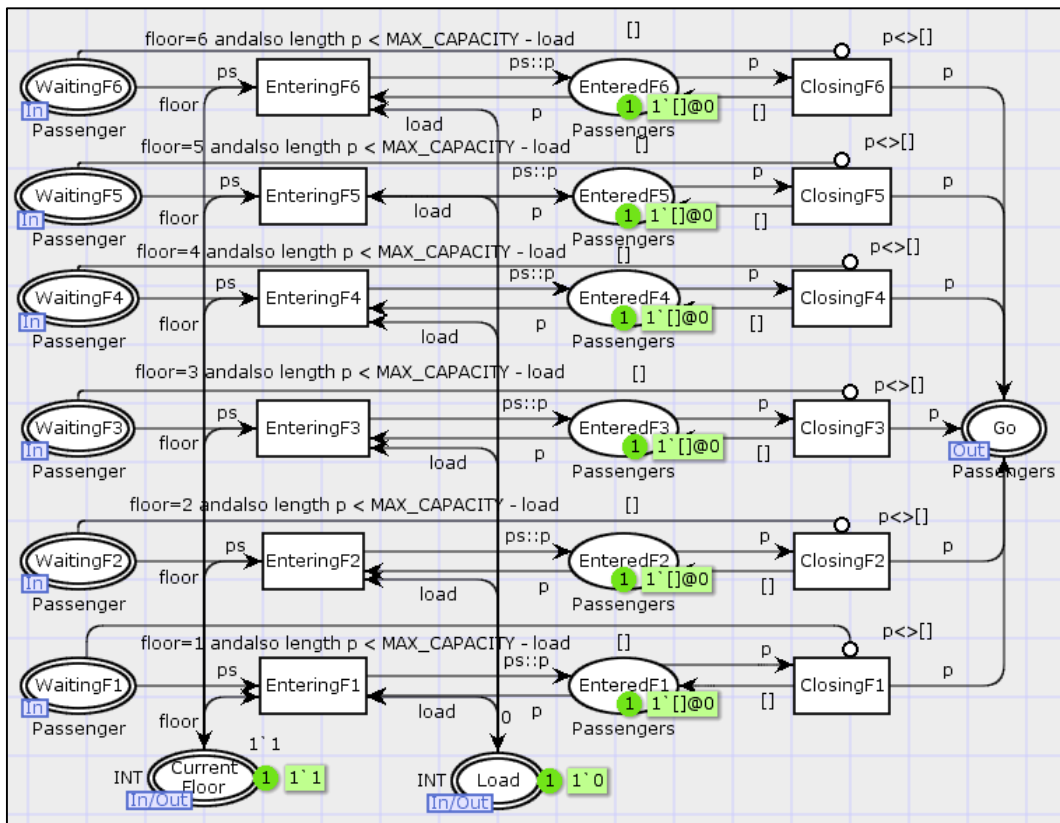 floor=6 andalso length p < MAX_CAPACITY - load [] p<>[]
WaitingF6 ps EnteringF6 ps::p EnteredF6 p ClosingF6 p
In floor p 1 1`[]@0 []
Passenger load Passengers
floor=5 andalso length p < MAX_CAPACITY - load [] p<>[]
WaitingF5 ps EnteringF5 ps::p EnteredF5 p ClosingF5 p
In floor load p 1 1`[]@0 []
Passenger Passengers
floor=4 andalso length p < MAX_CAPACITY - load [] p<>[]
WaitingF4 ps EnteringF4 ps::p EnteredF4 p ClosingF4 p
In floor p 1 1`[]@0 []
Passenger load Passengers
floor=3 andalso length p < MAX_CAPACITY - load [] p<>[]
WaitingF3 ps EnteringF3 ps::p EnteredF3 p ClosingF3 p Go
In floor p 1 1`[]@0 [] Out
Passenger load Passengers Passengers
floor=2 andalso length p < MAX_CAPACITY - load [] p<>[]
WaitingF2 ps EnteringF2 ps::p EnteredF2 p ClosingF2 p
In floor load p 1 1`[]@0 []
Passenger Passengers
floor=1 andalso length p < MAX_CAPACITY - load [] p<>[]
WaitingF1 ps EnteringF1 ps::p EnteredF1 p ClosingF1 p
In floor load 0 p 1 1`[]@0 []
Passenger Passengers
1`1
INT Current Floor 1 1`1 INT Load 1 1`0
In/Out In/Out